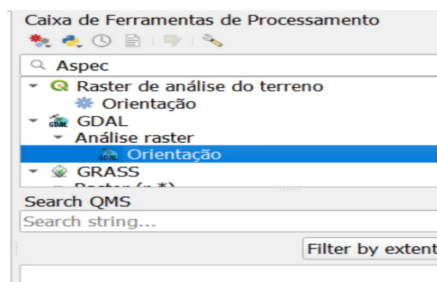 Caixa de Ferramentas de Processamento
Aspec
Raster de análise do terreno
Orientação
GDAL
Análise raster
GDAL Orientação
GRASS
Search QMS
Search string...
Filter by extent